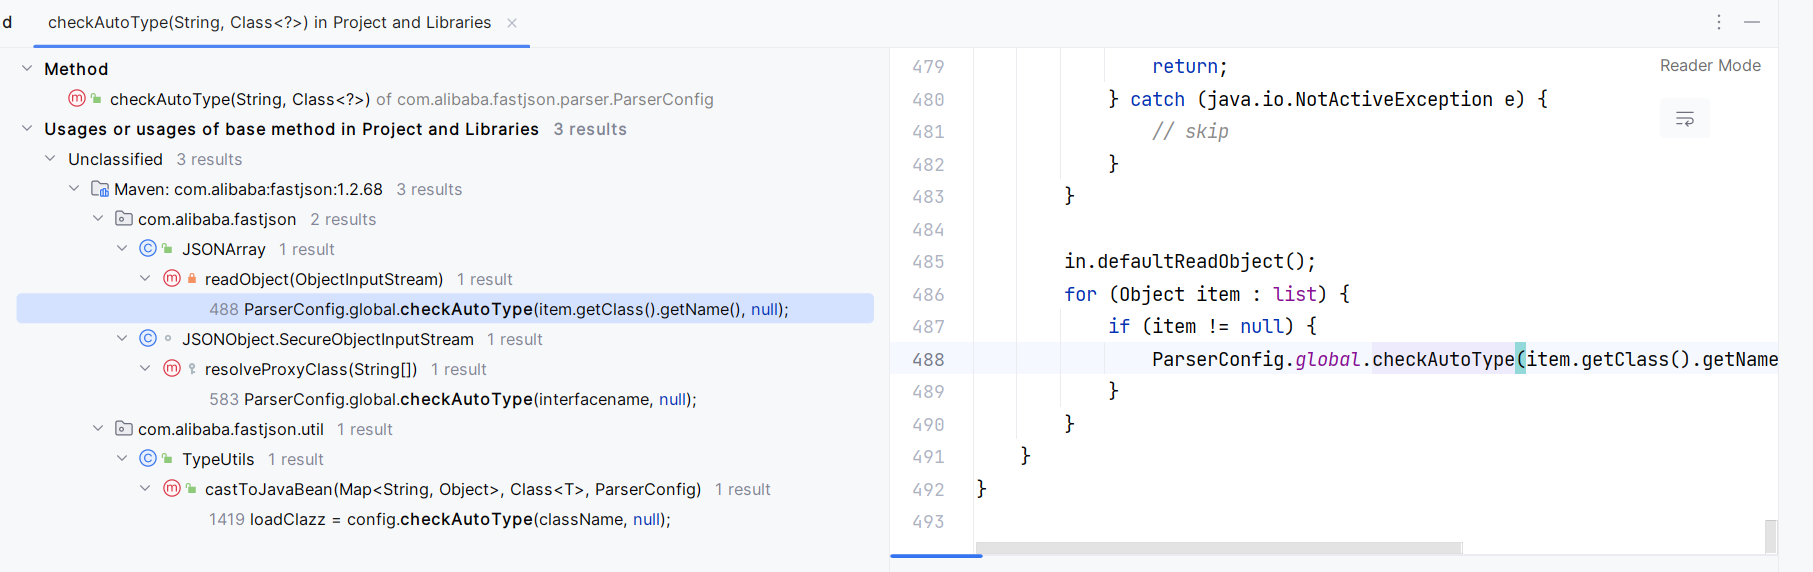 d
checkAutoType(String, Class<?>) in Project and Libraries
Method
checkAutoType(String, Class<?>) of com.alibaba.fastjson.parser.ParserConfig
Usages or usages of base method in Project and Libraries 3 results
Unclassified 3 results
Maven: com.alibaba:fastjson:1.2.68 3 results
com.alibaba.fastjson 2 results
JSONArray 1 result
readObject(ObjectInputStream) 1 result
488 ParserConfig.global.checkAutoType(item.getClass().getName(), null);
JSONObject.SecureObjectInputStream 1 result
resolveProxyClass(String[]) 1 result
583 ParserConfig.global.checkAutoType(interfacename, null);
com.alibaba.fastjson.util 1 result
TypeUtils 1 result
castToJavaBean(Map<String, Object>, Class<T>, ParserConfig) 1 result
1419 loadClazz = config.checkAutoType(className, null);
Reader Mode
479 return;
480 } catch (java.io.NotActiveException e) {
481 // skip
482 }
483 }
484
485 in.defaultReadObject();
486 for (Object item : list) {
487 if (item != null) {
488 ParserConfig.global.checkAutoType(item.getClass().getName
489 }
490 }
491 }
492 }
493